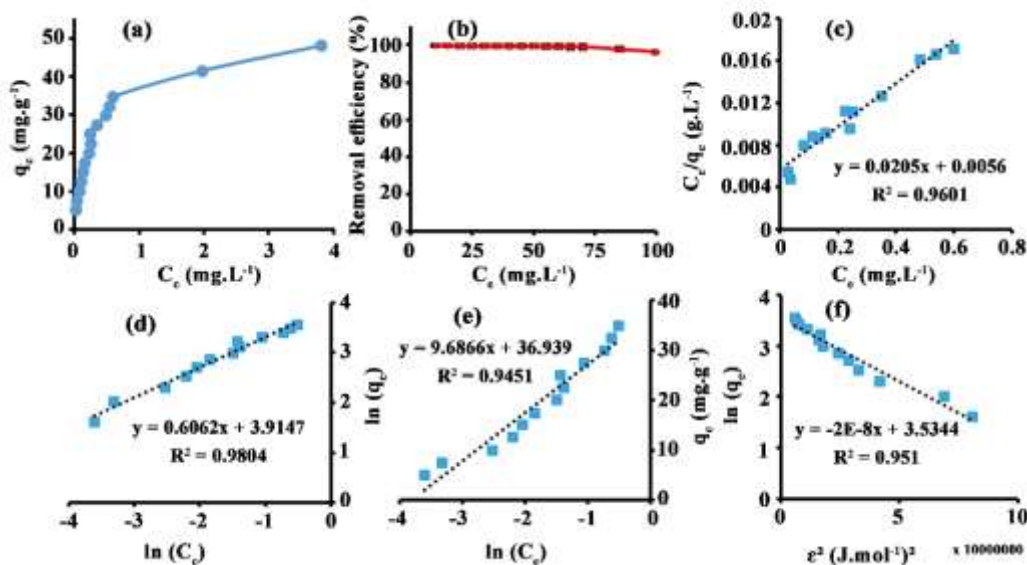 (a)
50
40
30
20
10
0
qe (mg.g-1)
0 1 2 3 4
Ce (mg.L-1)
(b)
120
100
80
60
40
20
0
Removal efficiency (%)
25 50 75 100
Ce (mg.L-1)
(c)
0.02
0.016
0.012
0.008
0.004
0
Ce/qe (g.L-1)
y = 0.0205x + 0.0056
R² = 0.9601
0 0.2 0.4 0.6 0.8
Ce (mg.L-1)
(d)
4
3
2
1
0
ln (qe)
y = 0.6062x + 3.9147
R² = 0.9804
-4 -3 -2 -1 0
ln (Ce)
(e)
40
30
20
10
0
qe (mg.g-1)
y = 9.6866x + 36.939
R² = 0.9451
-4 -3 -2 -1 0
ln (Ce)
(f)
4
3
2
1
0
ln (qe)
y = -2E-8x + 3.5344
R² = 0.951
0 5 10
x 10000000
ε² (J.mol-1)²